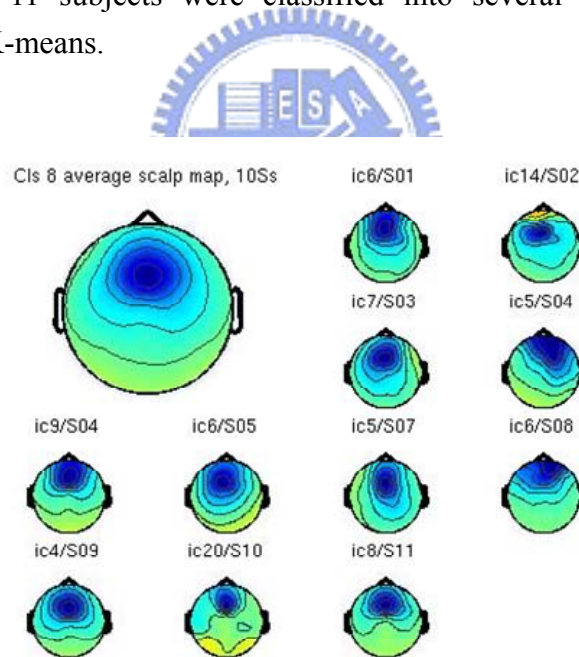 11 subjects were classified into several
K-means.
E S A
Cls 8 average scalp map, 10Ss
ic6/S01
ic14/S02
ic7/S03
ic5/S04
ic9/S04
ic6/S05
ic5/S07
ic6/S08
ic4/S09
ic20/S10
ic8/S11